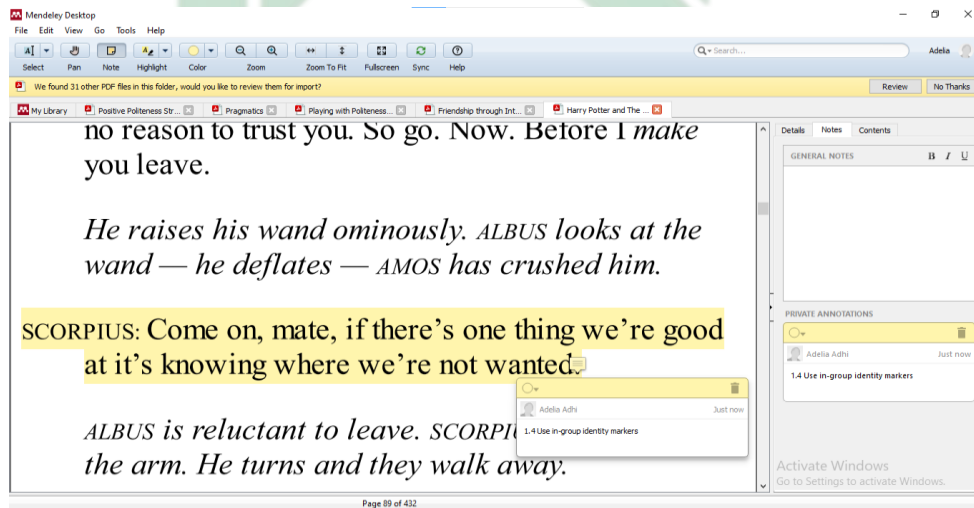 Mendeley Desktop
File Edit View Go Tools Help
Select Pan Note Highlight Color Zoom Zoom To Fit Fullscreen Sync Help
Search...
Adelia
We found 31 other PDF files in this folder, would you like to review them for import?
Review No Thanks
My Library Positive Politeness Str... Pragmatics Playing with Politeness... Friendship through Int... Harry Potter and The ...
Details Notes Contents
no reason to trust you. So go. Now. Before I make
you leave.
GENERAL NOTES B I U
He raises his wand ominously. ALBUS looks at the
wand — he deflates — AMOS has crushed him.
SCORPIUS: Come on, mate, if there's one thing we're good
at it's knowing where we're not wanted.
PRIVATE ANNOTATIONS
Adelia Adhi Just now
1.4 Use in-group identity markers
Adelia Adhi Just now
1.4 Use in-group identity markers
ALBUS is reluctant to leave. SCORPI
the arm. He turns and they walk away.
Activate Windows
Go to Settings to activate Windows.
Page 89 of 432